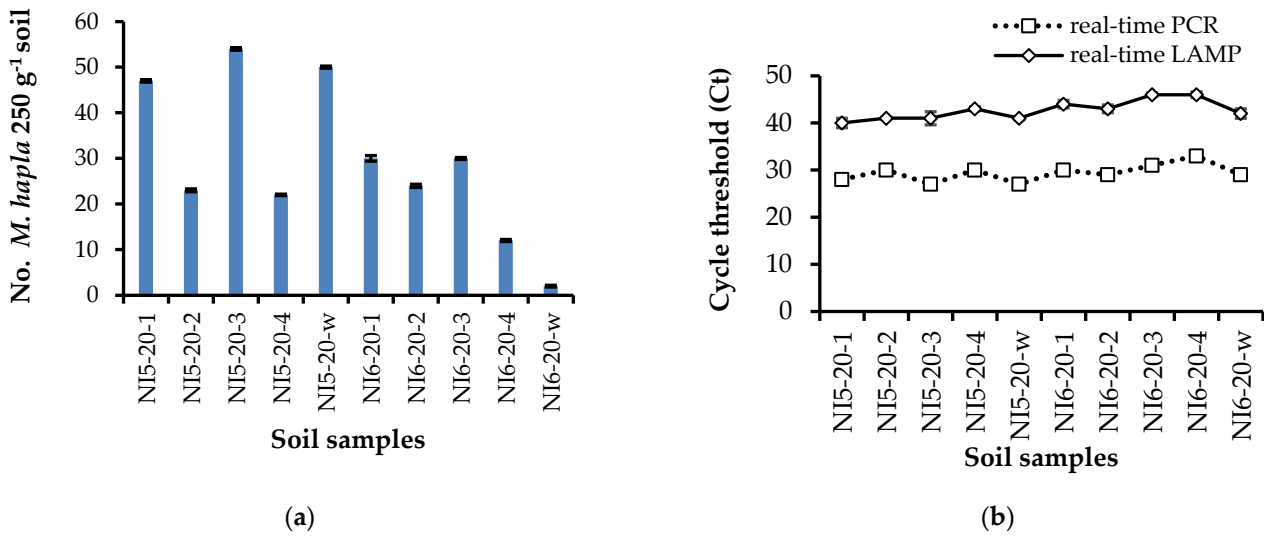 No. M. hapla 250 g-1 soil
60
50
40
30
20
10
0
NI5-20-1
NI5-20-2
NI5-20-3
NI5-20-4
NI5-20-w
NI6-20-1
NI6-20-2
NI6-20-3
NI6-20-4
NI6-20-w
Soil samples
(a)
real-time PCR
real-time LAMP
Cycle threshold (Ct)
50
40
30
20
10
0
NI5-20-1
NI5-20-2
NI5-20-3
NI5-20-4
NI5-20-w
NI6-20-1
NI6-20-2
NI6-20-3
NI6-20-4
NI6-20-w
Soil samples
(b)